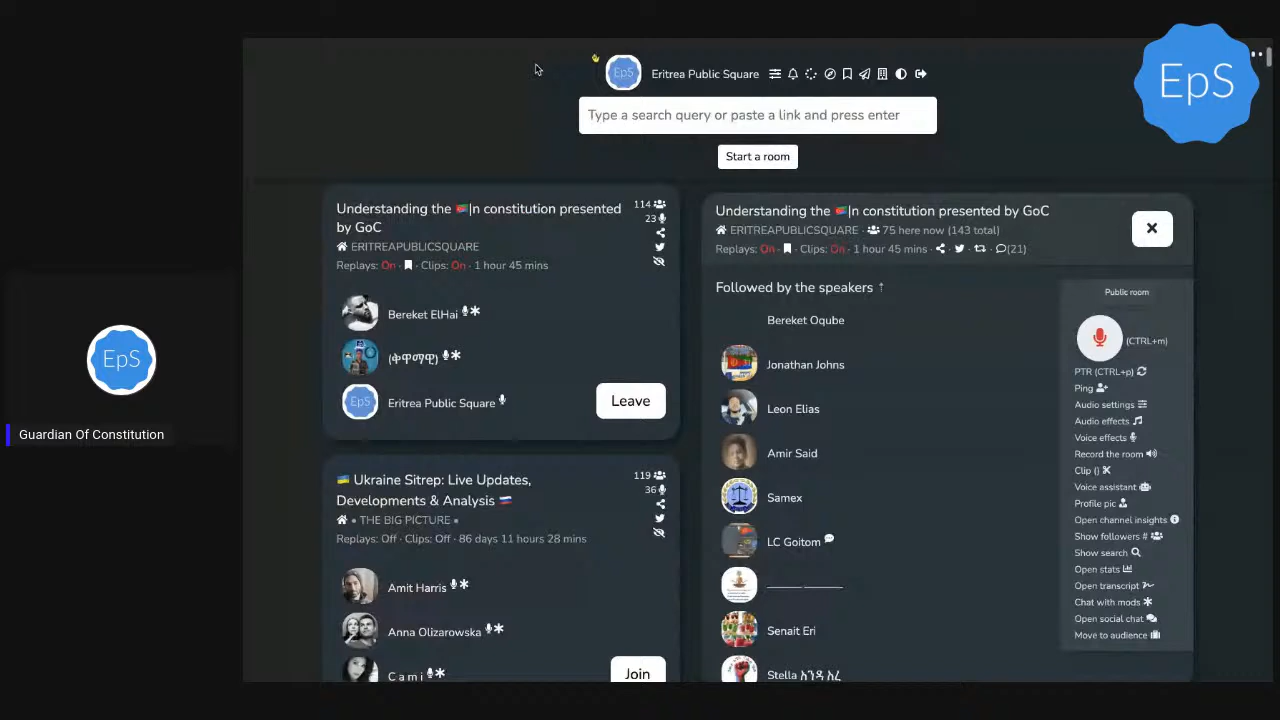 EpS
Eritrea Public Square
EpS
Type a search query or paste a link and press enter
Start a room
Understanding the 🇪🇷|n constitution presented
by GoC
114
23
ERITREAPUBLICSQUARE
Replays: On · Clips: On · 1 hour 45 mins
Bereket ElHai
(ቅዋማዊ)
EpS
Eritrea Public Square
Leave
🇺🇦 Ukraine Sitrep: Live Updates,
Developments & Analysis 🇷🇺
119
36
• THE BIG PICTURE •
Replays: Off · Clips: Off · 86 days 11 hours 28 mins
Amit Harris
Anna Olizarowska
C a m i
Join
Understanding the 🇪🇷|n constitution presented by GoC
ERITREAPUBLICSQUARE · 75 here now (143 total)
Replays: On · Clips: On · 1 hour 45 mins · (21)
Followed by the speakers ↑
Bereket Oqube
Jonathan Johns
Leon Elias
Amir Said
Samex
LC Goitom
Senait Eri
Stella እንዳ ኣረ
Public room
(CTRL+m)
PTR (CTRL+p)
Ping
Audio settings
Audio effects
Voice effects
Record the room
Clip ()
Voice assistant
Profile pic
Open channel insights
Show followers #
Show search
Open stats
Open transcript
Chat with mods
Open social chat
Move to audience
EpS
Guardian Of Constitution